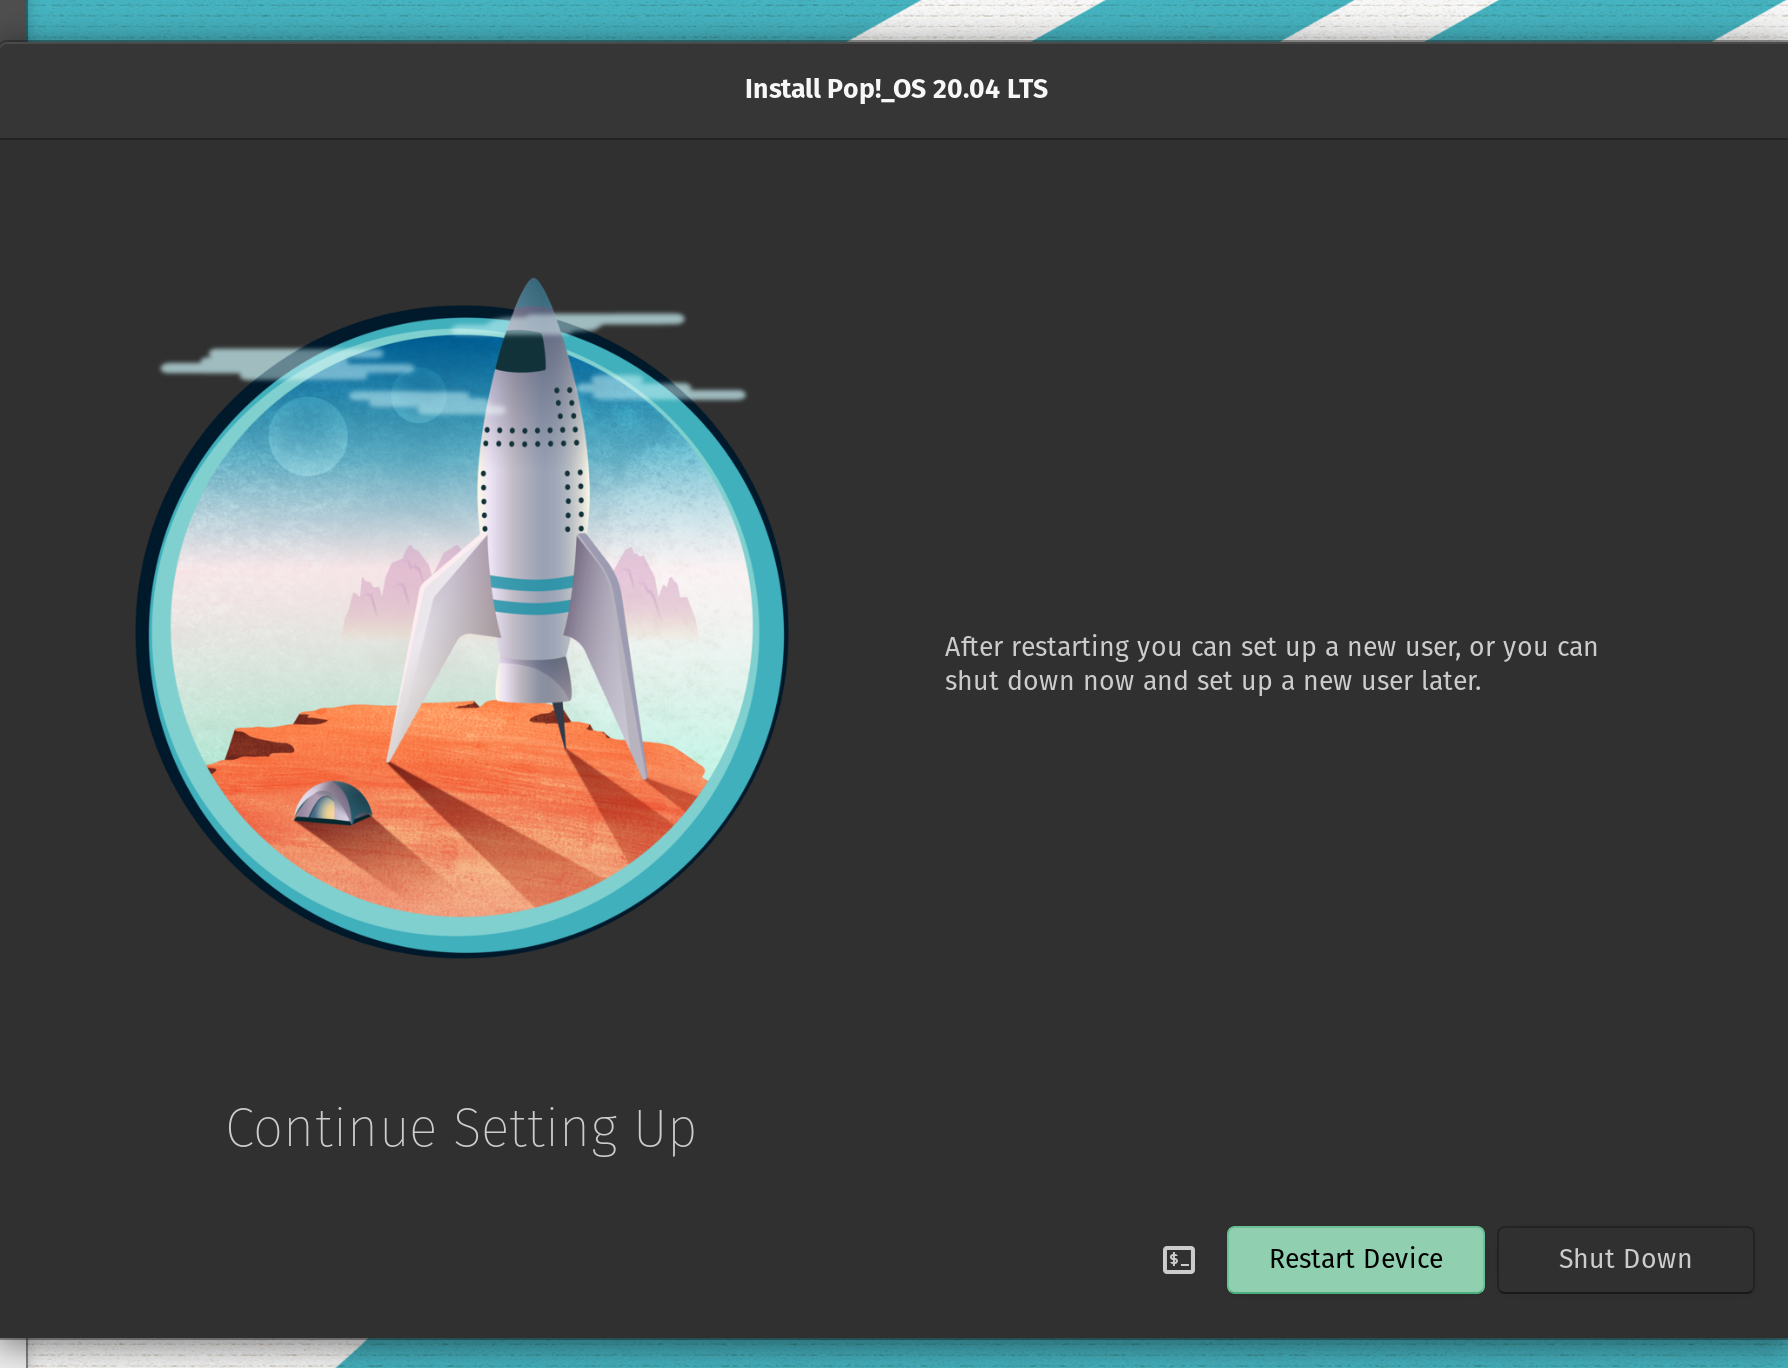 Install Pop!_OS 20.04 LTS
After restarting you can set up a new user, or you can
shut down now and set up a new user later.
Continue Setting Up
$_
Restart Device
Shut Down